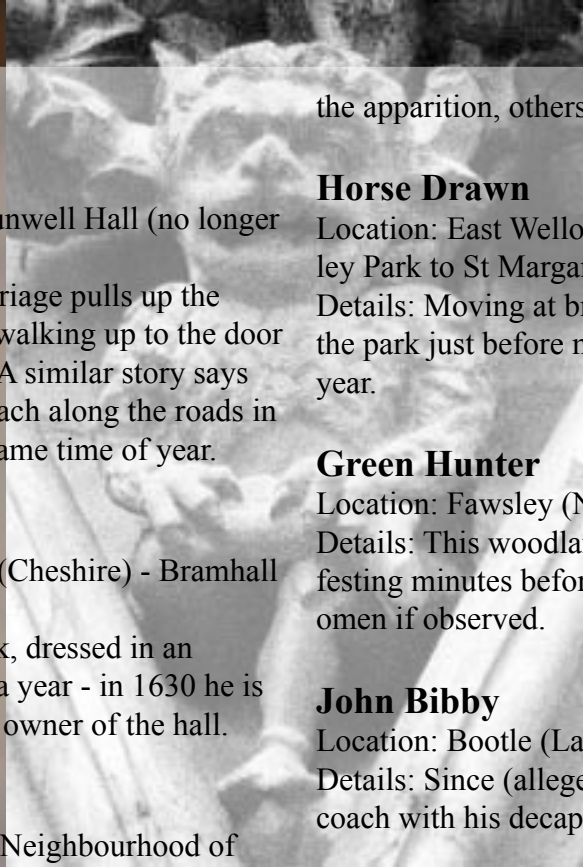 unwell Hall (no longer
riage pulls up the
walking up to the door
A similar story says
ach along the roads in
ame time of year.
(Cheshire) - Bramhall
k, dressed in an
a year - in 1630 he is
owner of the hall.
Neighbourhood of
the apparition, others
Horse Drawn
Location: East Wello
ley Park to St Margar
Details: Moving at br
the park just before m
year.
Green Hunter
Location: Fawsley (N
Details: This woodla
festing minutes befor
omen if observed.
John Bibby
Location: Bootle (La
Details: Since (allege
coach with his decap